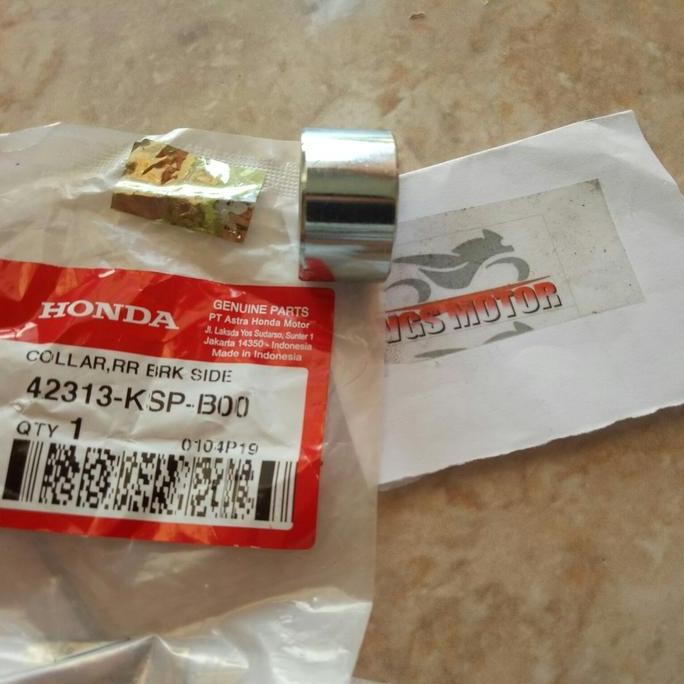 HONDA
GENUINE PARTS
PT Astra Honda Motor
Jl. Laksda Yos Sudarso, Sunter 1
Jakarta 14350 - Indonesia
Made in Indonesia
COLLAR,RR BRK SIDE
42313-KSP-B00
QTY 1
0104P19
WGS MOTOR